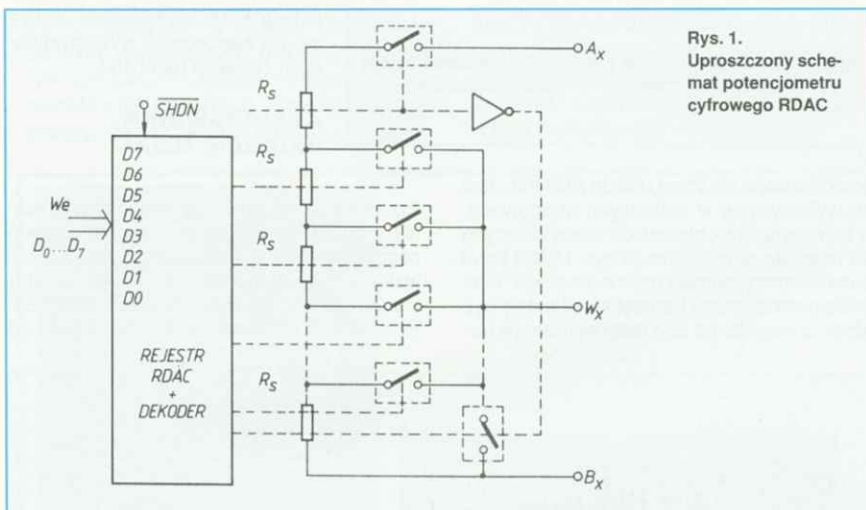 Rys. 1.
Uproszczony sche-
mat potencjometru
cyfrowego RDAC
SHDN
D7
D6
D5
D4
D3
D2
D1
D0
We
D₀...D₇
REJESTR
RDAC
+
DEKODER
R_S
R_S
R_S
R_S
A_X
W_X
B_X